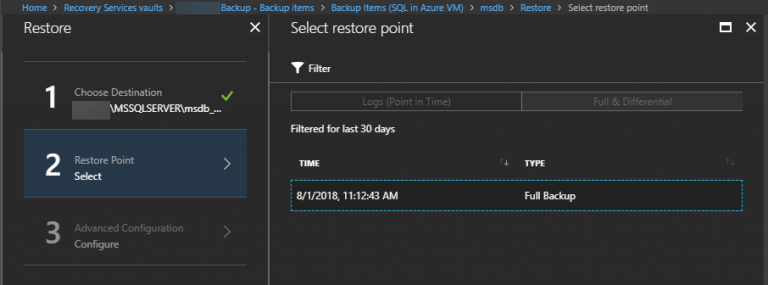 Home > Recovery Services vaults > Backup - Backup items > Backup Items (SQL in Azure VM) > msdb > Restore > Select restore point
Restore
1
Choose Destination
\MSSQLSERVER\msdb_...
2
Restore Point
Select
3
Advanced Configuration
Configure
Select restore point
Filter
Logs (Point in Time)
Full & Differential
Filtered for last 30 days
TIME
TYPE
8/1/2018, 11:12:43 AM
Full Backup